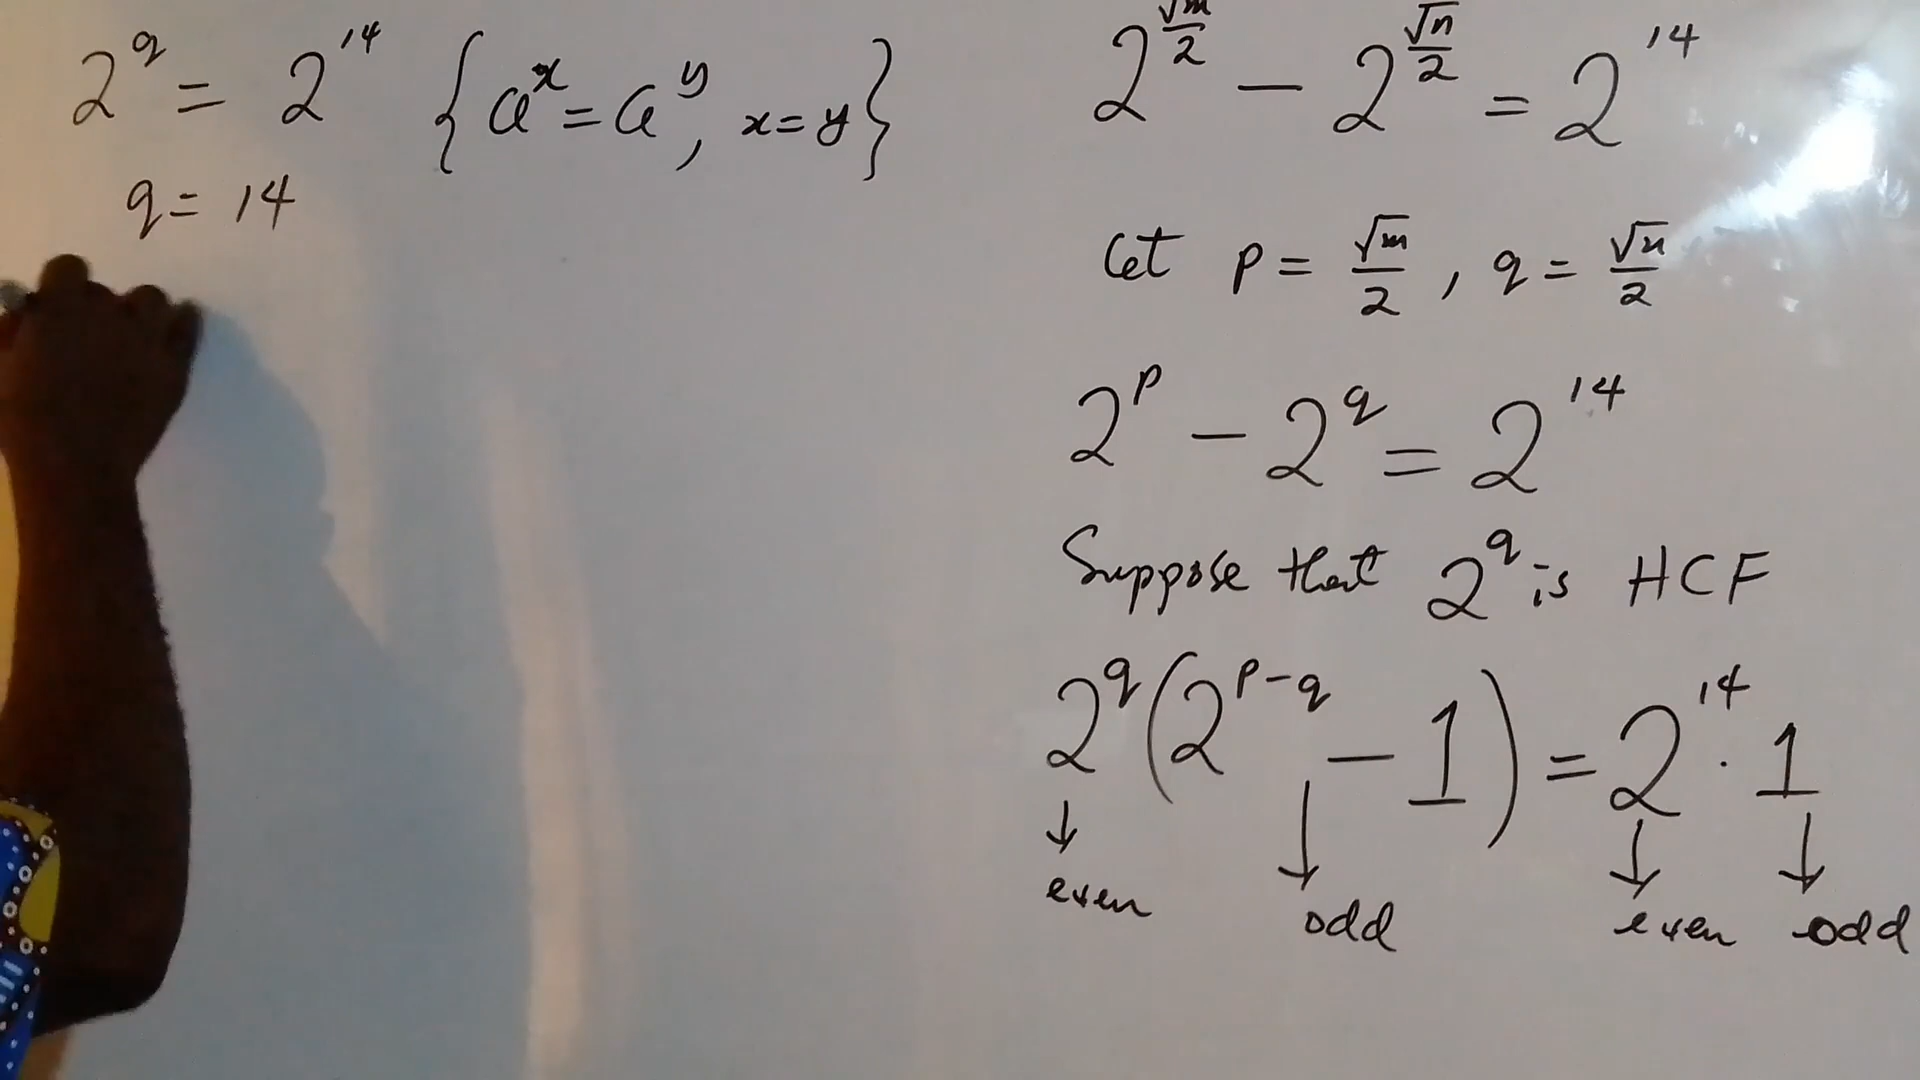 2^q = 2^14 {a^x = a^y, x = y}
q = 14
2^(√m/2) - 2^(√n/2) = 2^14
Let p = √m/2, q = √n/2
2^p - 2^q = 2^14
Suppose that 2^q is HCF
2^q (2^(p-q) - 1) = 2^14 · 1
↓ ↓ ↓ ↓
even odd even odd